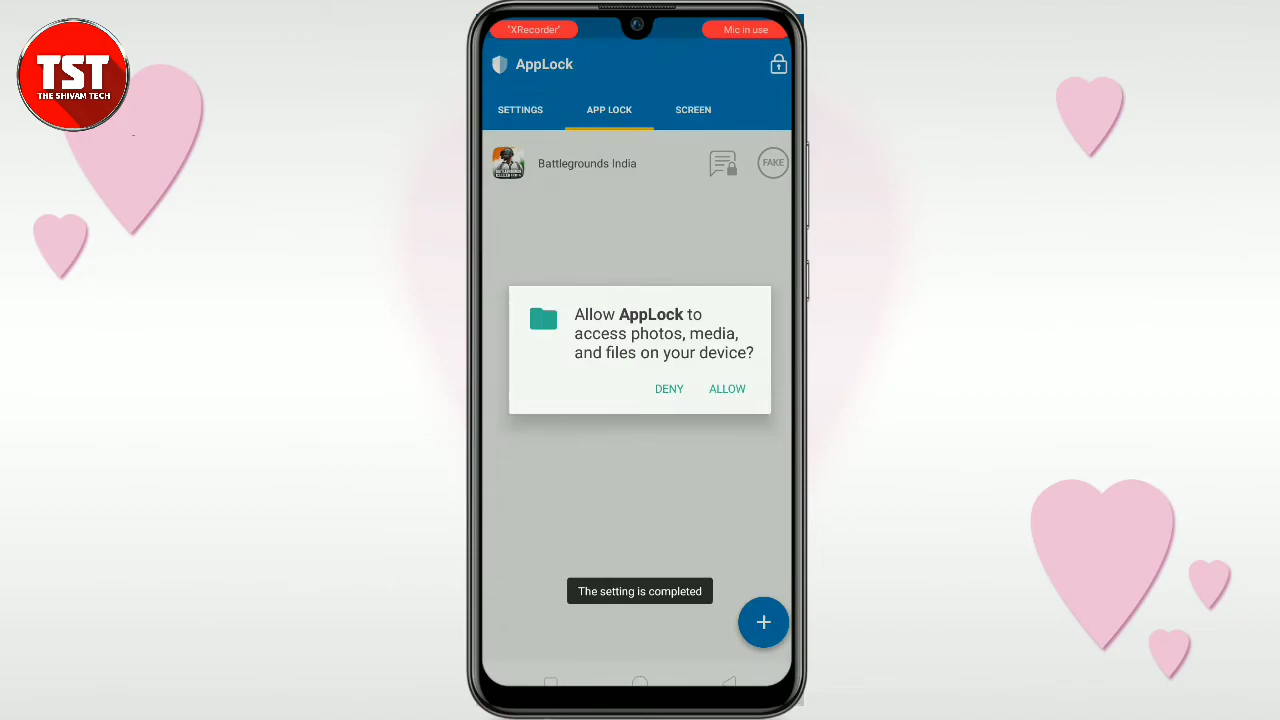 TST
THE SHIVAM TECH
"XRecorder"
Mic in use
AppLock
SETTINGS
APP LOCK
SCREEN
Battlegrounds India
FAKE
Allow AppLock to
access photos, media,
and files on your device?
DENY
ALLOW
The setting is completed
+